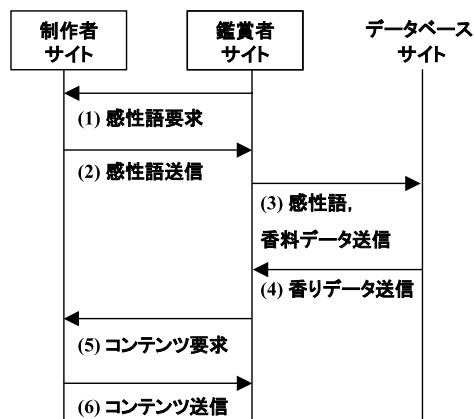 制作者
サイト
鑑賞者
サイト
データベース
サイト
(1) 感性語要求
(2) 感性語送信
(3) 感性語,
香料データ送信
(4) 香りデータ送信
(5) コンテンツ要求
(6) コンテンツ送信